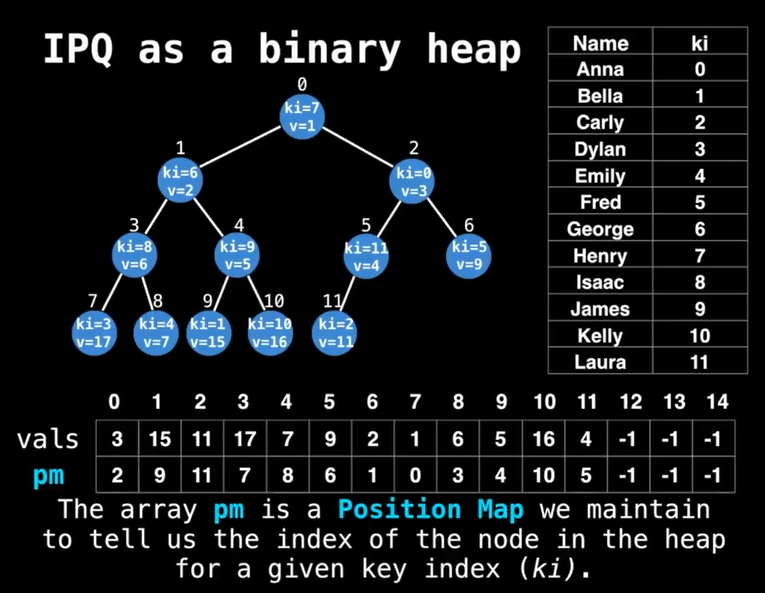 IPQ as a binary heap
0
ki=7
v=1
1
2
ki=6
v=2
ki=0
v=3
3
4
5
6
ki=8
v=6
ki=9
v=5
ki=11
v=4
ki=5
v=9
7
8
9
10
11
ki=3
v=17
ki=4
v=7
ki=1
v=15
ki=10
v=16
ki=2
v=11
Name ki
Anna 0
Bella 1
Carly 2
Dylan 3
Emily 4
Fred 5
George 6
Henry 7
Isaac 8
James 9
Kelly 10
Laura 11
0 1 2 3 4 5 6 7 8 9 10 11 12 13 14
vals 3 15 11 17 7 9 2 1 6 5 16 4 -1 -1 -1
pm 2 9 11 7 8 6 1 0 3 4 10 5 -1 -1 -1
The array pm is a Position Map we maintain
to tell us the index of the node in the heap
for a given key index (ki).